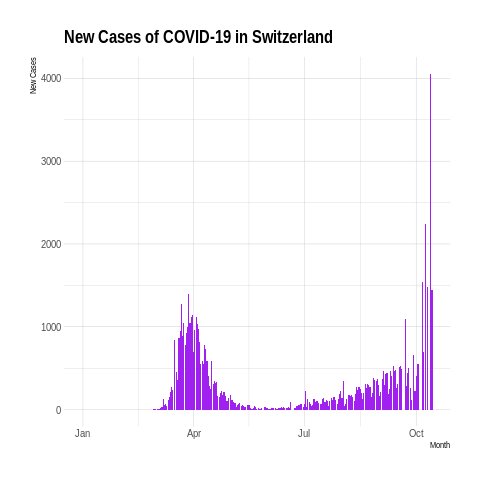 New Cases of COVID-19 in Switzerland
New Cases
4000
3000
2000
1000
0
Jan Apr Jul Oct
Month